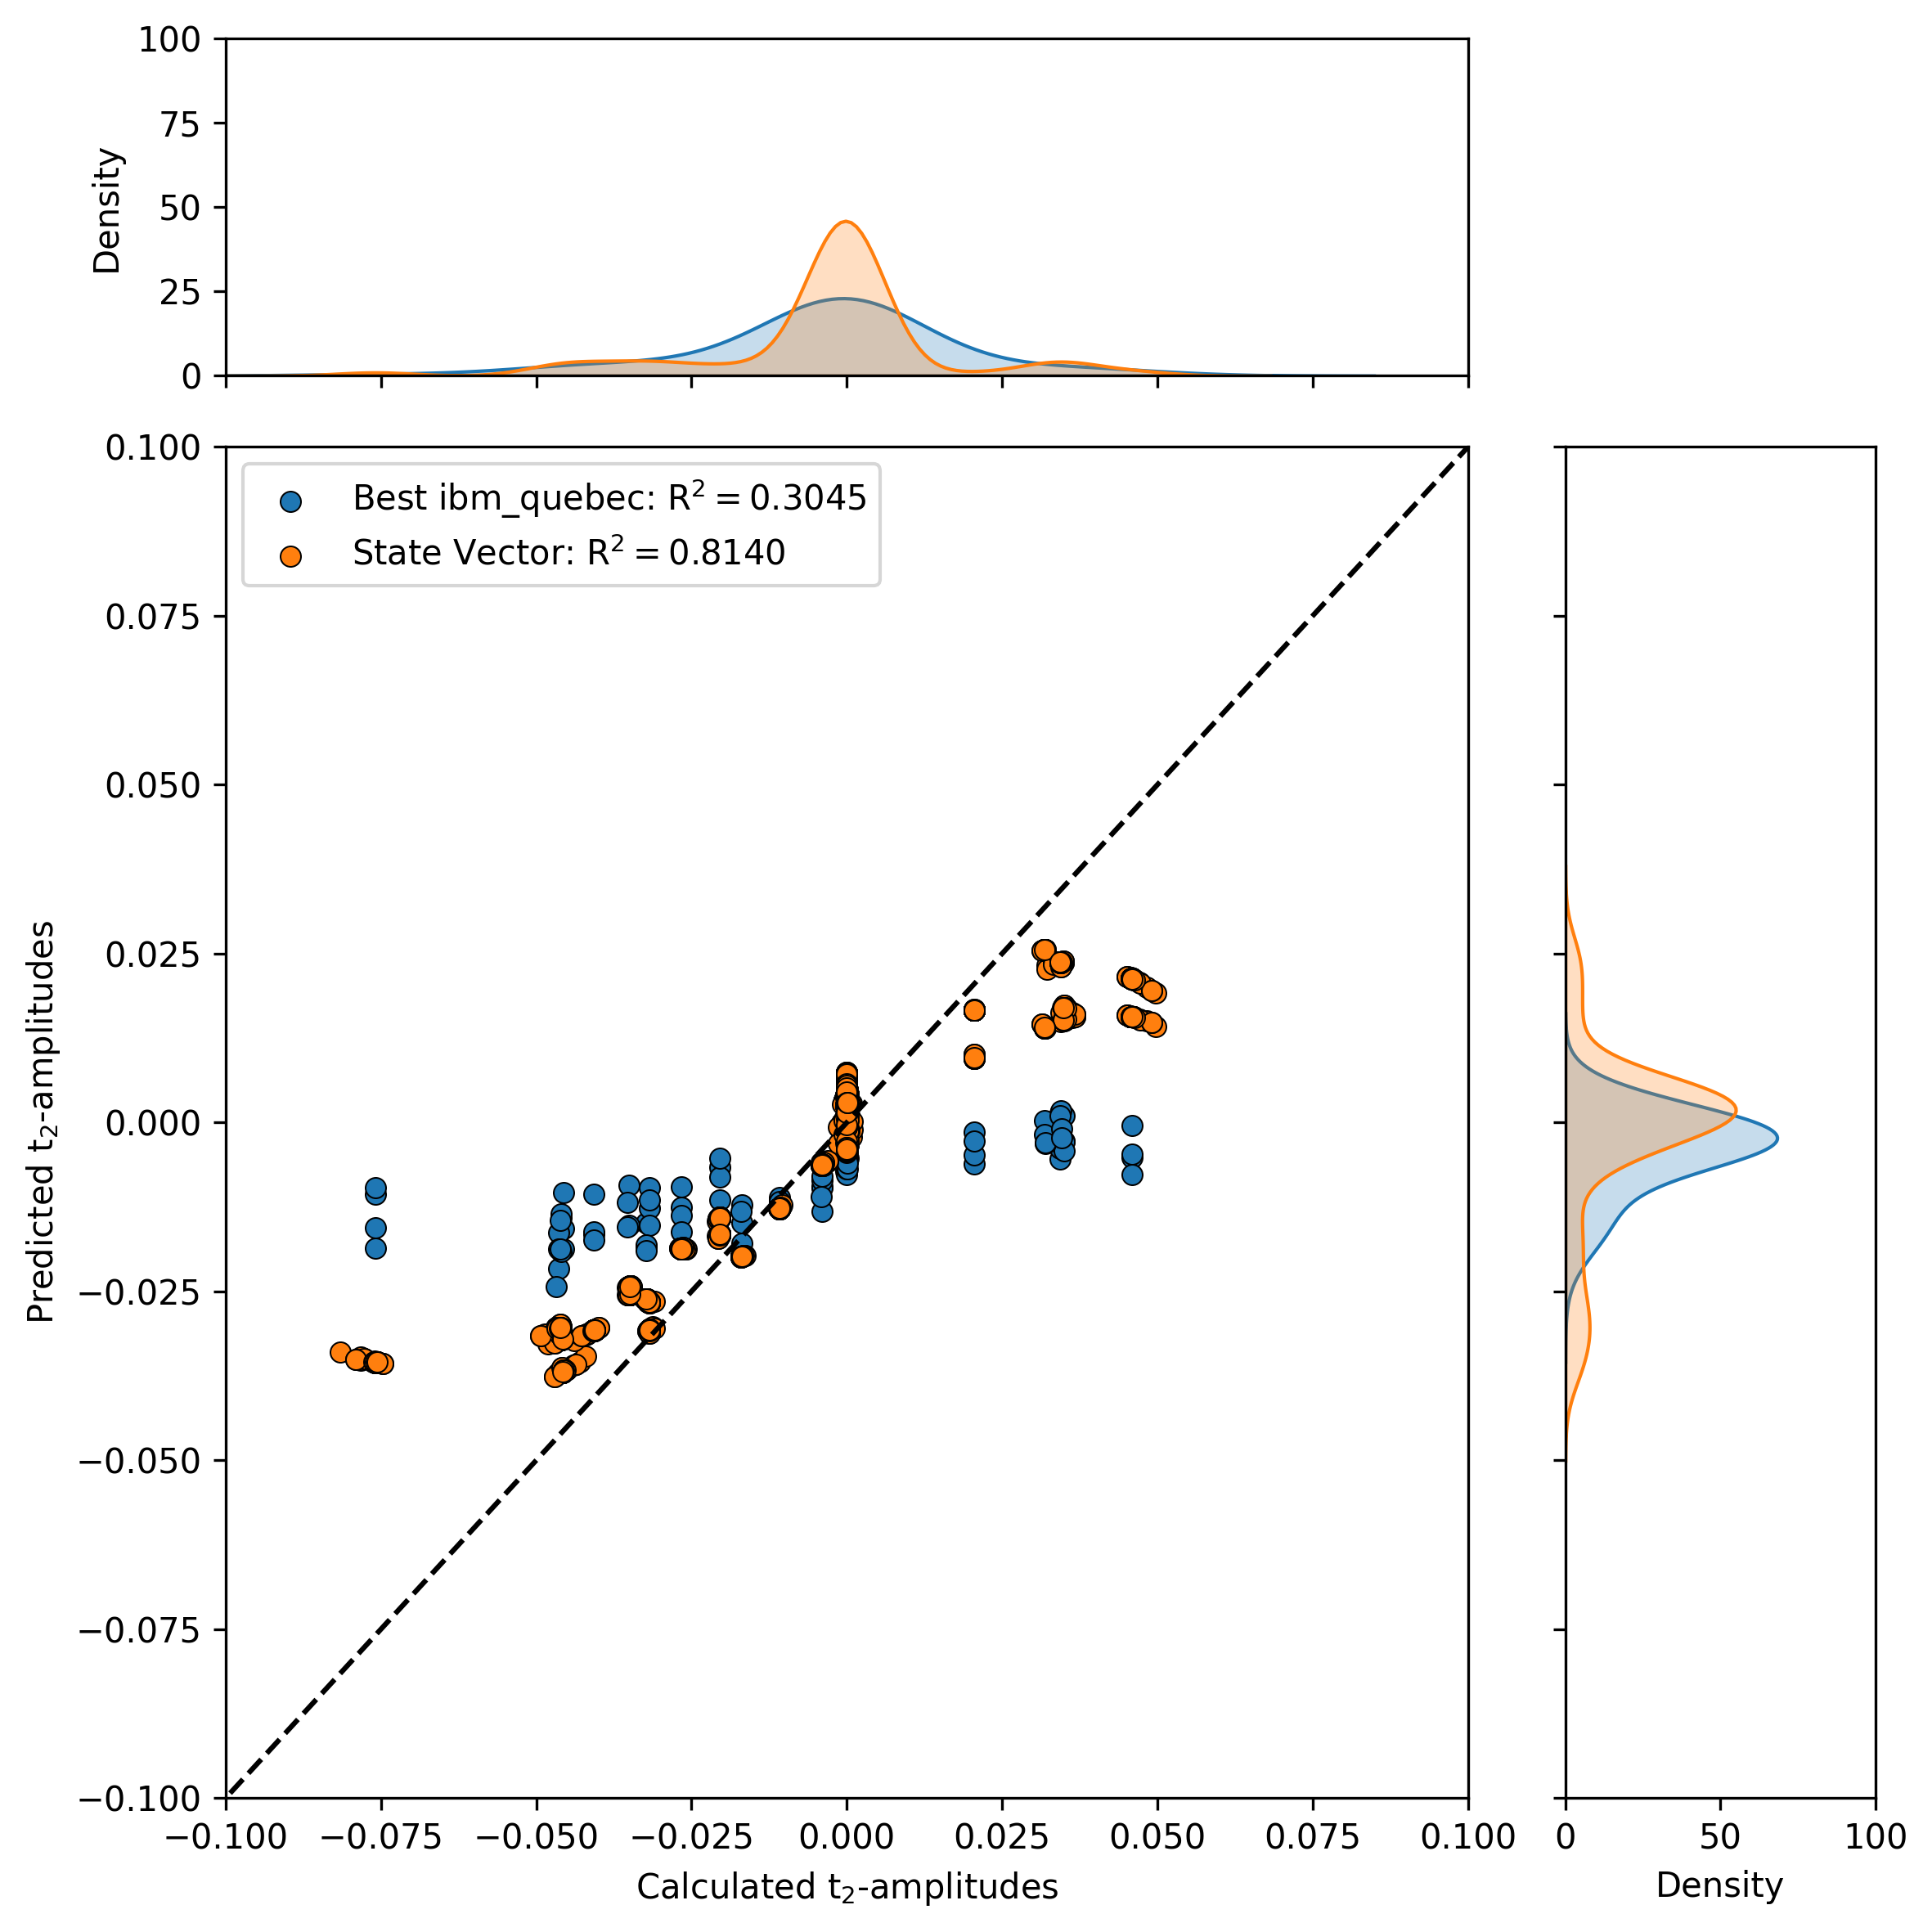 100
75
50
25
0
Density
0.100
0.075
0.050
0.025
0.000
−0.025
−0.050
−0.075
−0.100
Predicted t₂-amplitudes
Best ibm_quebec: R² = 0.3045
State Vector: R² = 0.8140
−0.100 −0.075 −0.050 −0.025 0.000 0.025 0.050 0.075 0.100
Calculated t₂-amplitudes
0 50 100
Density